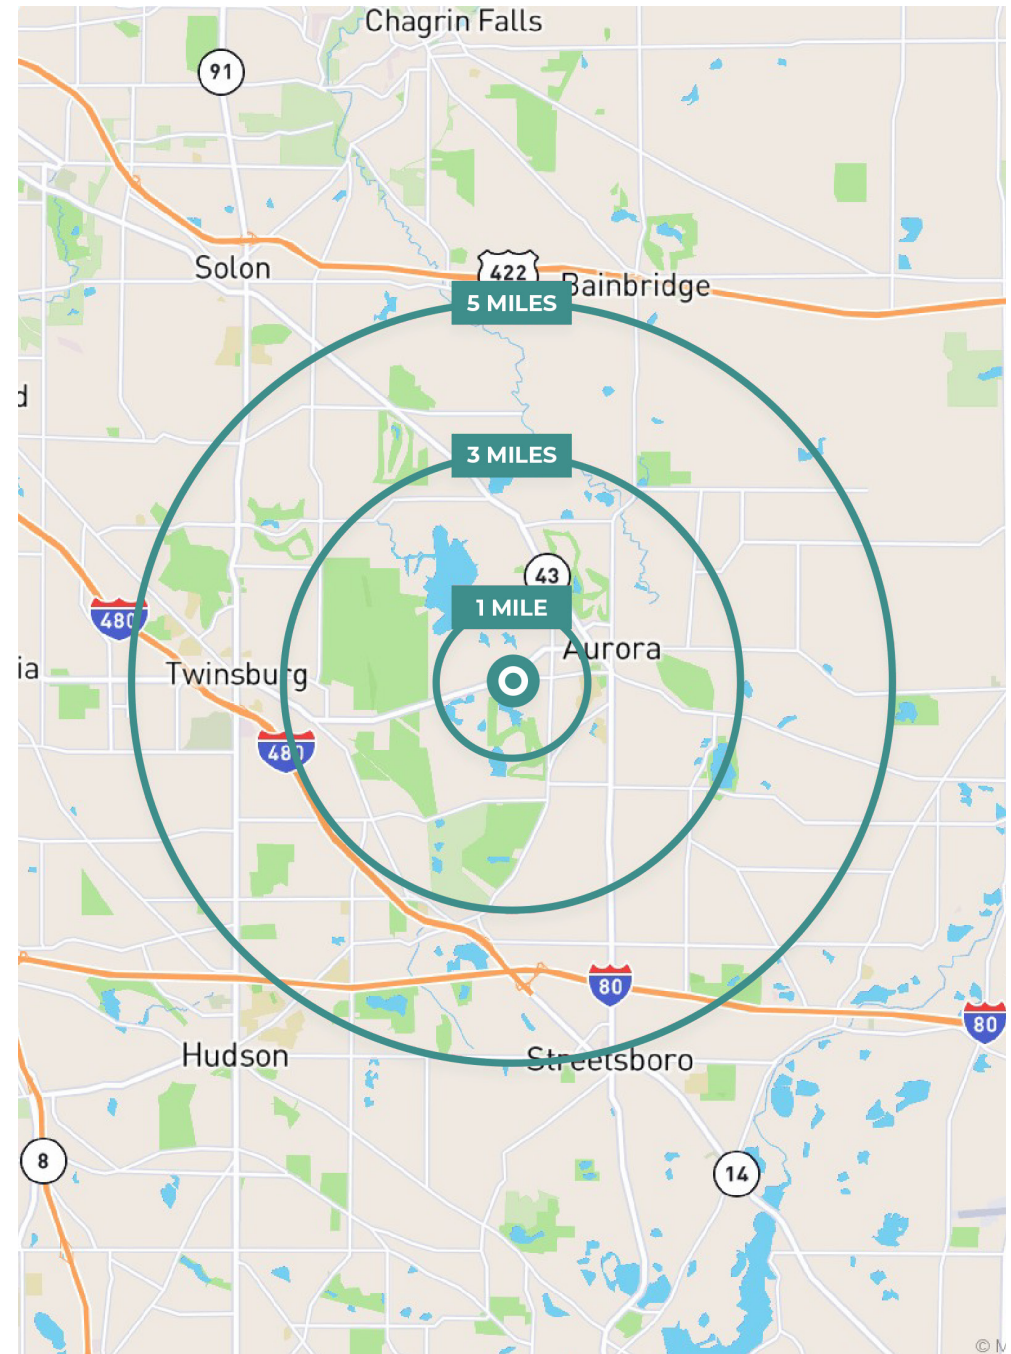 Chagrin Falls
91
Solon
422
Bainbridge
5 MILES
d
3 MILES
43
1 MILE
480
Aurora
ia
Twinsburg
480
80
80
Hudson
Streetsboro
8
14
© M